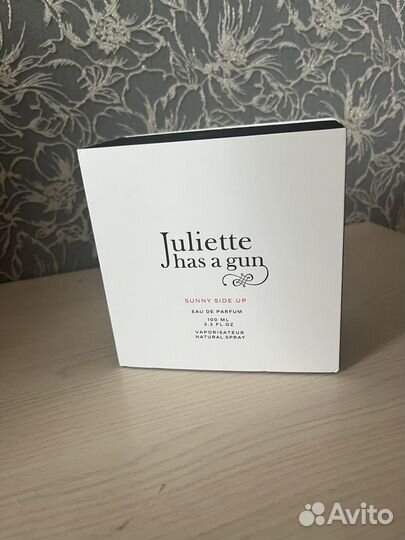 Juliette
has a gun
SUNNY SIDE UP
EAU DE PARFUM
100 ML
3.3 FL.OZ
VAPORISATEUR
NATURAL SPRAY
Avito